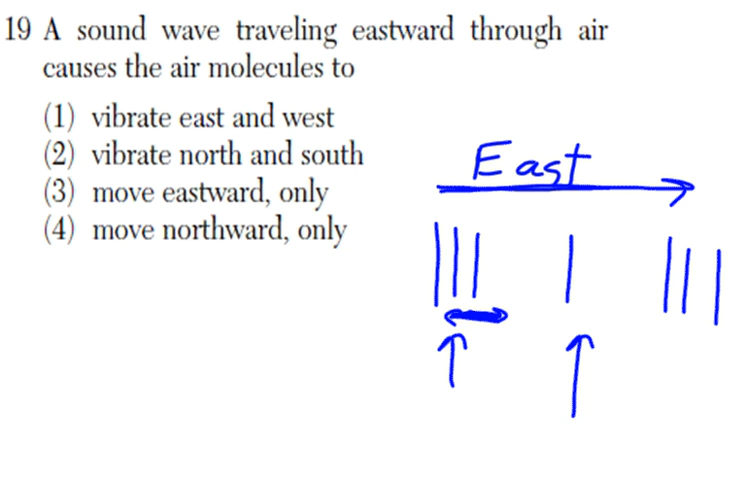 19 A sound wave traveling eastward through air
causes the air molecules to
(1) vibrate east and west
(2) vibrate north and south
(3) move eastward, only
(4) move northward, only
East